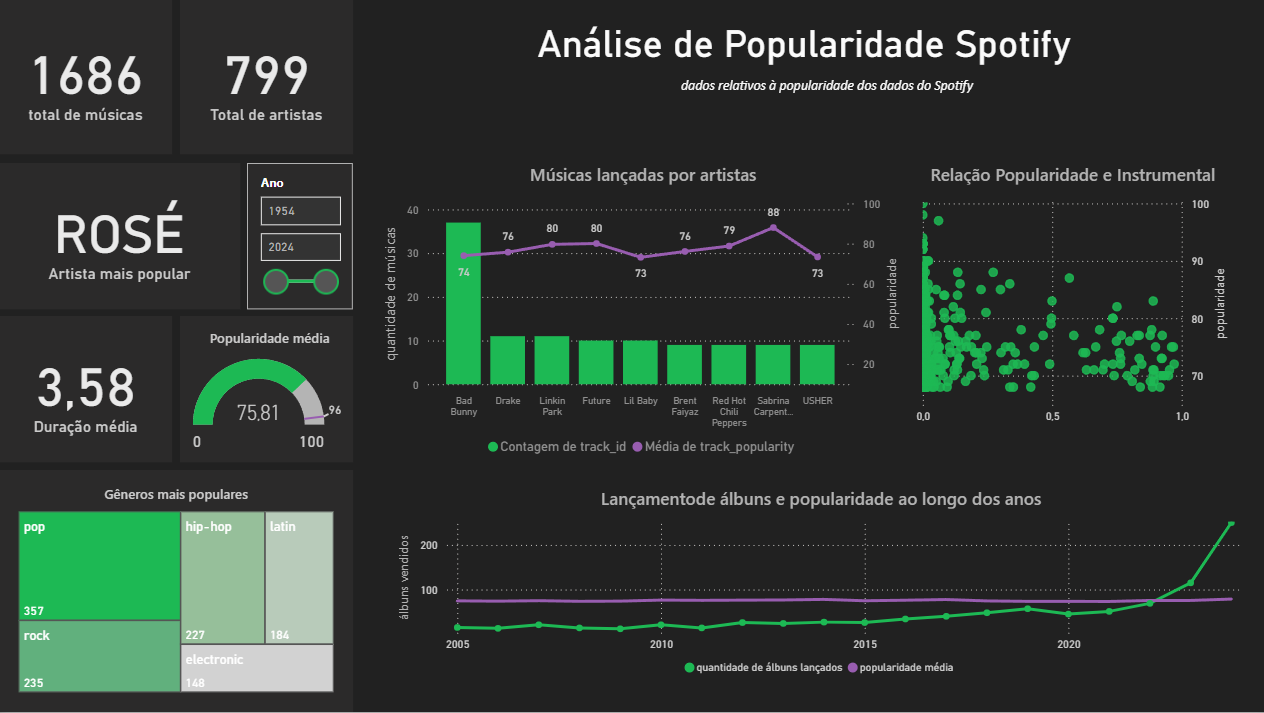 1686
total de músicas
799
Total de artistas
Análise de Popularidade Spotify
dados relativos à popularidade dos dados do Spotify
ROSÉ
Artista mais popular
Ano
1954
2024
3,58
Duração média
Popularidade média
75,81
96
0
100
Gêneros mais populares
pop
357
hip-hop
227
latin
184
rock
235
electronic
148
Músicas lançadas por artistas
quantidade de músicas
40
30
20
10
0
100
80
60
40
20
popularidade
74
76
80
80
73
76
79
88
73
Bad
Bunny
Drake
Linkin
Park
Future
Lil Baby
Brent
Faiyaz
Red Hot
Chili
Peppers
Sabrina
Carpent...
USHER
Contagem de track_id
Média de track_popularity
Relação Popularidade e Instrumental
100
90
80
70
popularidade
0,0
0,5
1,0
Lançamentode álbuns e popularidade ao longo dos anos
álbuns vendidos
200
100
2005
2010
2015
2020
quantidade de álbuns lançados
popularidade média